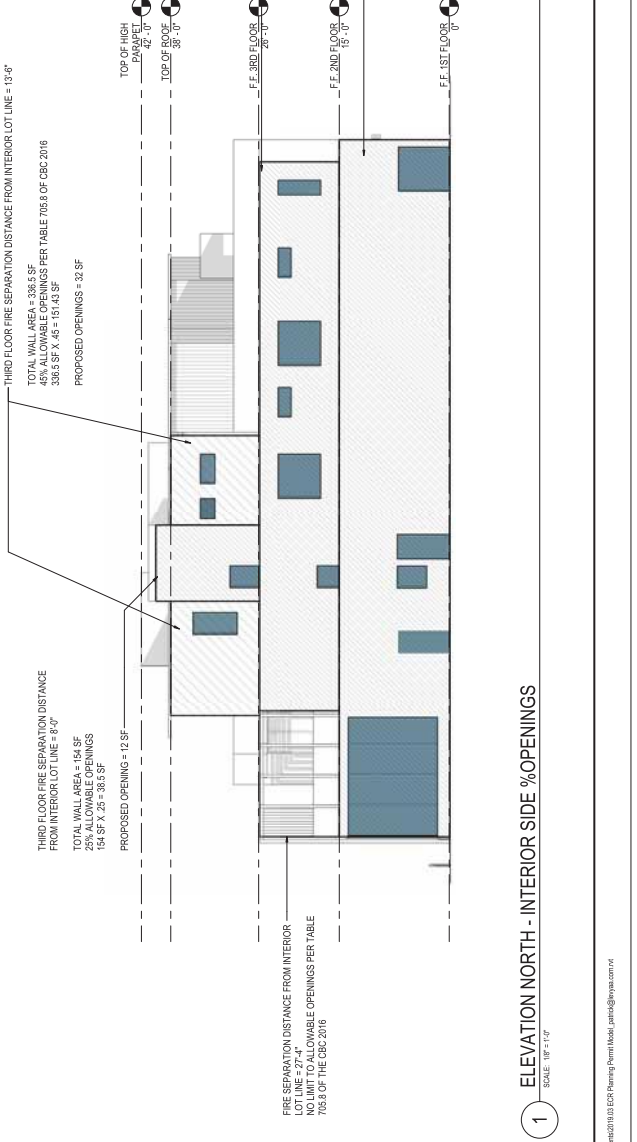 THIRD FLOOR FIRE SEPARATION DISTANCE FROM INTERIOR LOT LINE = 13'-6"
TOTAL WALL AREA = 336.5 SF
45% ALLOWABLE OPENINGS PER TABLE 705.8 OF CBC 2016
336.5 SF X .45 = 151.43 SF
PROPOSED OPENINGS = 32 SF
THIRD FLOOR FIRE SEPARATION DISTANCE
FROM INTERIOR LOT LINE = 8'-0"
TOTAL WALL AREA = 154 SF
25% ALLOWABLE OPENINGS
154 SF X .25 = 38.5 SF
PROPOSED OPENING = 12 SF
TOP OF HIGH
PARAPET
42' - 0"
TOP OF ROOF
38' - 0"
F.F. 3RD FLOOR
26' - 0"
F.F. 2ND FLOOR
15' - 0"
F.F. 1ST FLOOR
0"
FIRE SEPARATION DISTANCE FROM INTERIOR
LOT LINE = 27'-4"
NO LIMIT TO ALLOWABLE OPENINGS PER TABLE
705.8 OF THE CBC 2016
1
ELEVATION NORTH - INTERIOR SIDE %OPENINGS
SCALE: 1/8" = 1'-0"
nts\2019.03 ECR Planning Permit Model_patrick@levyaa.com.rvt